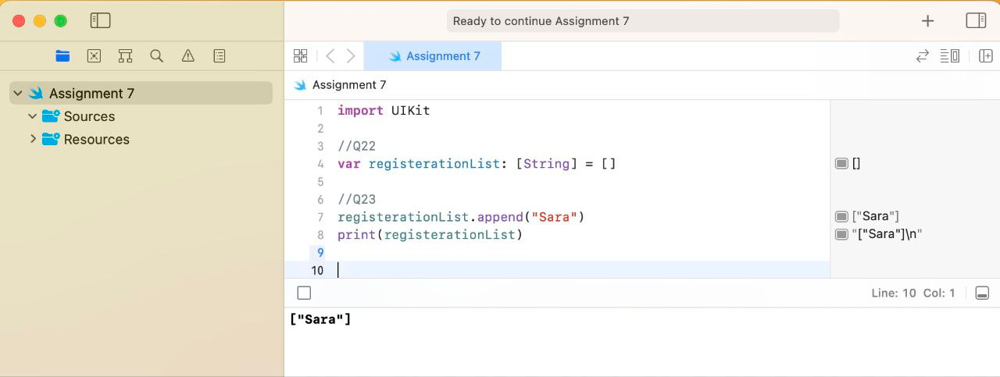 Ready to continue Assignment 7
Assignment 7
Assignment 7
Sources
Resources
Assignment 7
1 import UIKit
2
3 //Q22
4 var registerationList: [String] = [] []
5
6 //Q23
7 registerationList.append("Sara") ["Sara"]
8 print(registerationList) "["Sara"]\n"
9
10
Line: 10 Col: 1
["Sara"]